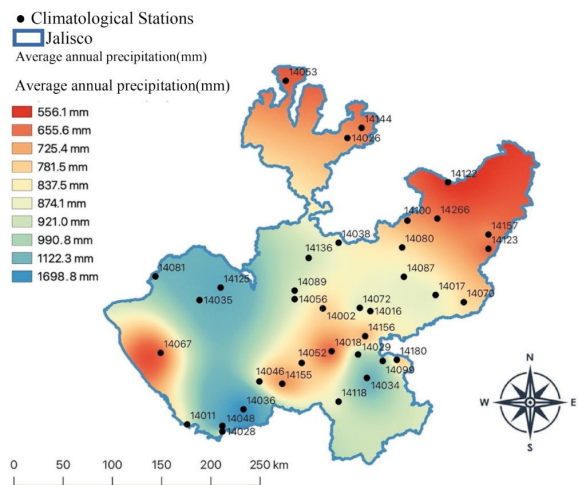 Climatological Stations
Jalisco
Average annual precipitation(mm)
Average annual precipitation(mm)
556.1 mm
655.6 mm
725.4 mm
781.5 mm
837.5 mm
874.1 mm
921.0 mm
990.8 mm
1122.3 mm
1698.8 mm
14053
14144
14026
14122
14100
14266
14157
14123
14038
14080
14136
14081
14125
14089
14087
14035
14056
14002
14072
14016
14017
14070
14156
14067
14018
14029
14052
14180
14099
14046
14155
14034
14036
14118
14011
14048
14028
N
W
E
S
0 50 100 150 200 250 km